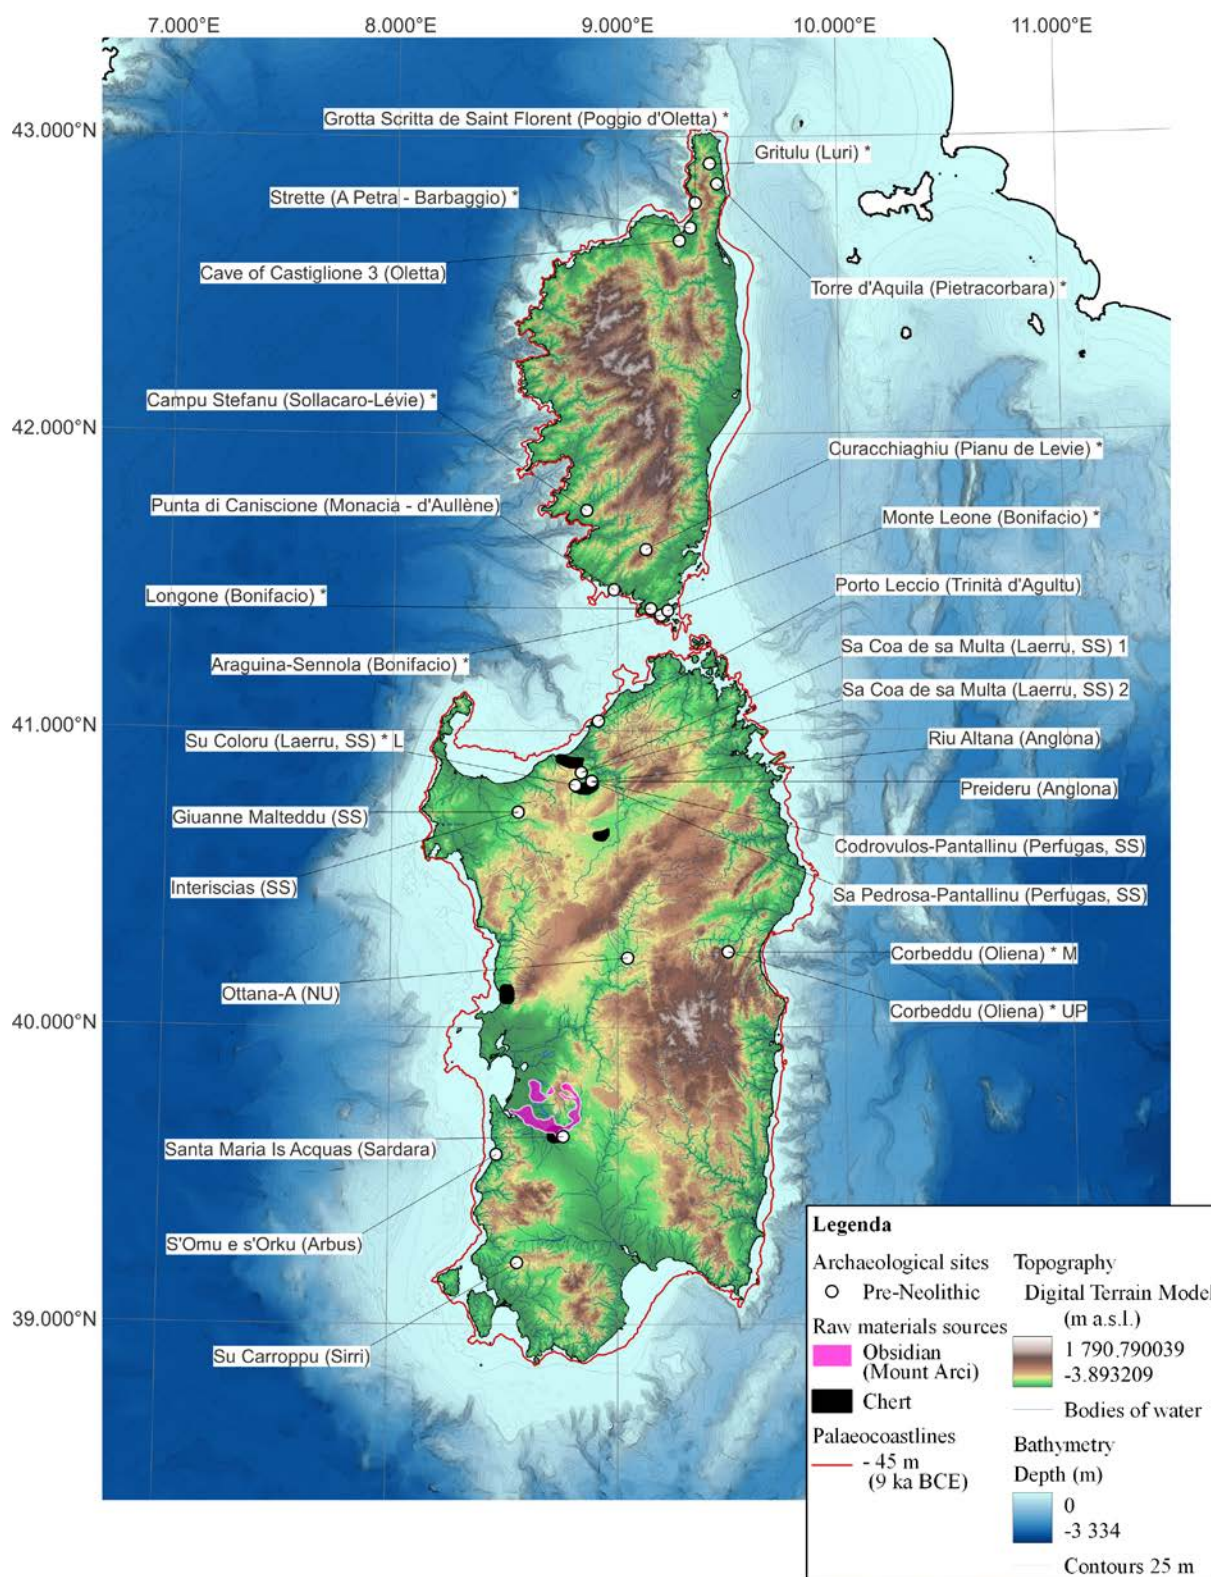 7.000°E 8.000°E 9.000°E 10.000°E 11.000°E
43.000°N
42.000°N
41.000°N
40.000°N
39.000°N
Grotta Scritta de Saint Florent (Poggio d'Oletta) *
Gritulu (Luri) *
Strette (A Petra - Barbaggio) *
Cave of Castiglione 3 (Oletta)
Torre d'Aquila (Pietracorbara) *
Campu Stefanu (Sollacaro-Lévie) *
Curacchiaghiu (Pianu de Levie) *
Punta di Caniscione (Monacia - d'Aullène)
Monte Leone (Bonifacio) *
Longone (Bonifacio) *
Porto Leccio (Trinità d'Agultu)
Araguina-Sennola (Bonifacio) *
Sa Coa de sa Multa (Laerru, SS) 1
Sa Coa de sa Multa (Laerru, SS) 2
Su Coloru (Laerru, SS) * L
Riu Altana (Anglona)
Preideru (Anglona)
Giuanne Malteddu (SS)
Codrovulos-Pantallinu (Perfugas, SS)
Interiscias (SS)
Sa Pedrosa-Pantallinu (Perfugas, SS)
Corbeddu (Oliena) * M
Ottana-A (NU)
Corbeddu (Oliena) * UP
Santa Maria Is Acquas (Sardara)
S'Omu e s'Orku (Arbus)
Su Carroppu (Sirri)
Legenda
Archaeological sites
Pre-Neolithic
Raw materials sources
Obsidian
(Mount Arci)
Chert
Palaeocoastlines
- 45 m
(9 ka BCE)
Topography
Digital Terrain Model
(m a.s.l.)
1 790.790039
-3.893209
Bodies of water
Bathymetry
Depth (m)
0
-3 334
Contours 25 m